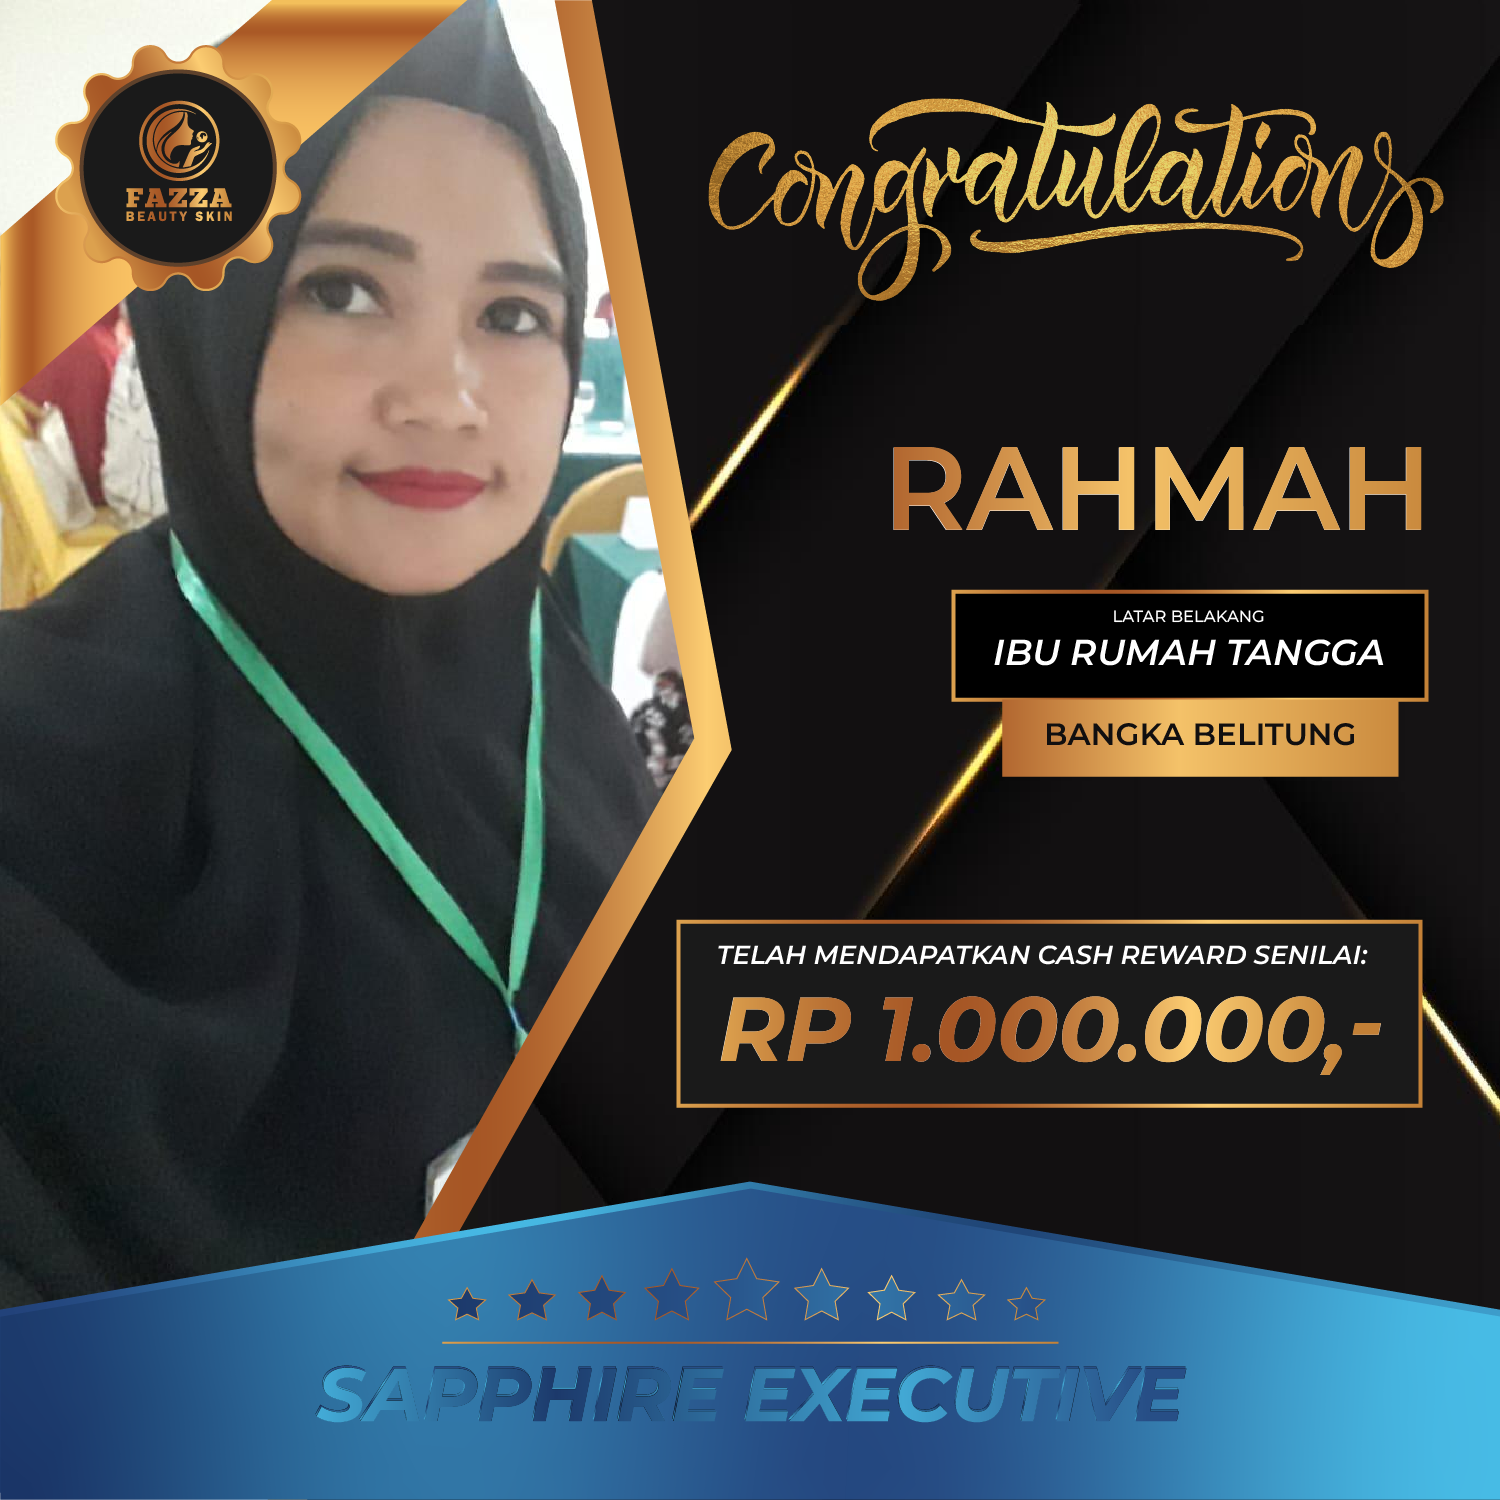 FAZZA
BEAUTY SKIN
Congratulations
RAHMAH
LATAR BELAKANG
IBU RUMAH TANGGA
BANGKA BELITUNG
TELAH MENDAPATKAN CASH REWARD SENILAI:
RP 1.000.000,-
SAPPHIRE EXECUTIVE